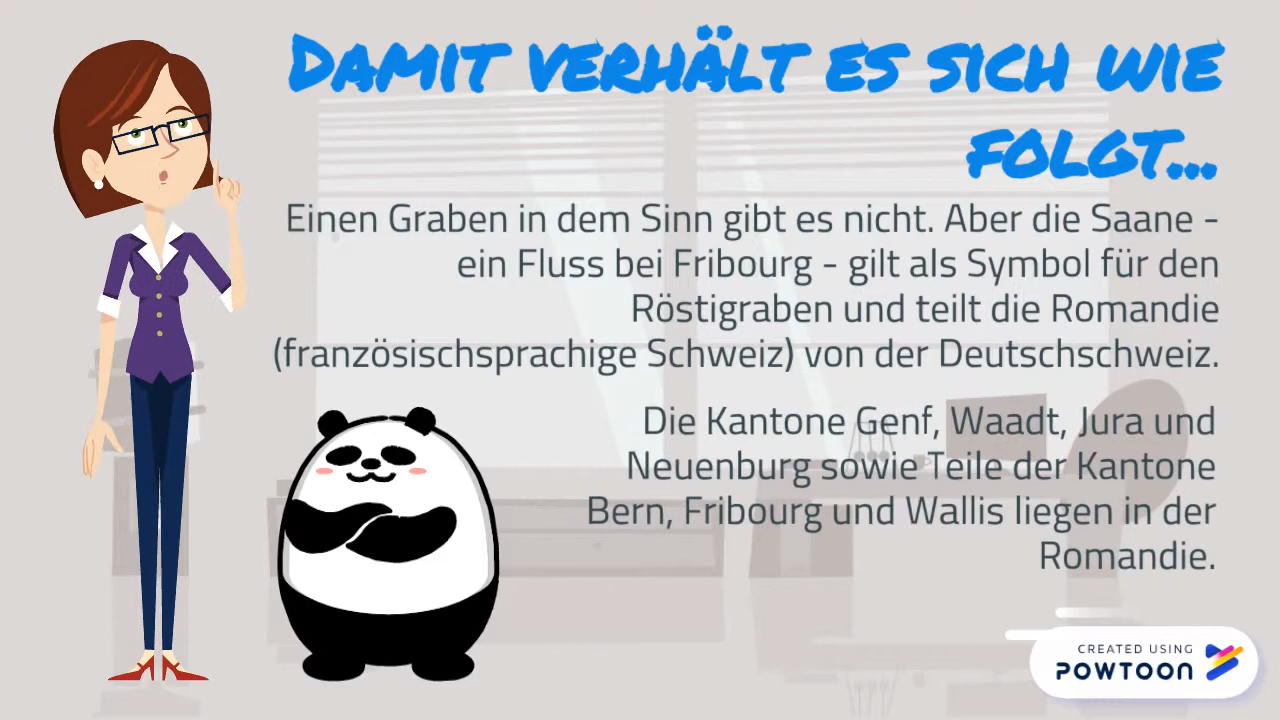 Damit verhält es sich wie
folgt...
Einen Graben in dem Sinn gibt es nicht. Aber die Saane -
ein Fluss bei Fribourg - gilt als Symbol für den
Röstigraben und teilt die Romandie
(französischsprachige Schweiz) von der Deutschschweiz.
Die Kantone Genf, Waadt, Jura und
Neuenburg sowie Teile der Kantone
Bern, Fribourg und Wallis liegen in der
Romandie.
CREATED USING
POWTOON